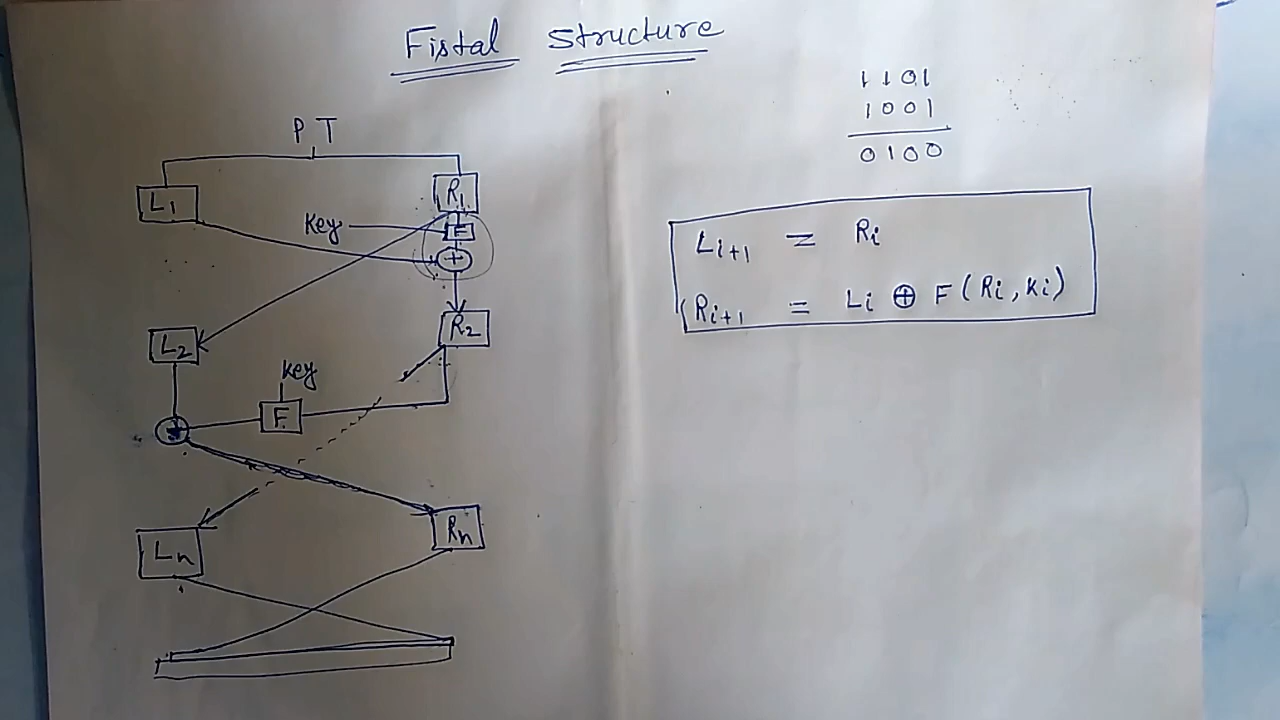 Fistal Structure
1101
1001
0100
PT
L1 R1
Key F
+
L2 R2
Key
F
+
Ln Rn
Li+1 = Ri
Ri+1 = Li ⊕ F(Ri, Ki)